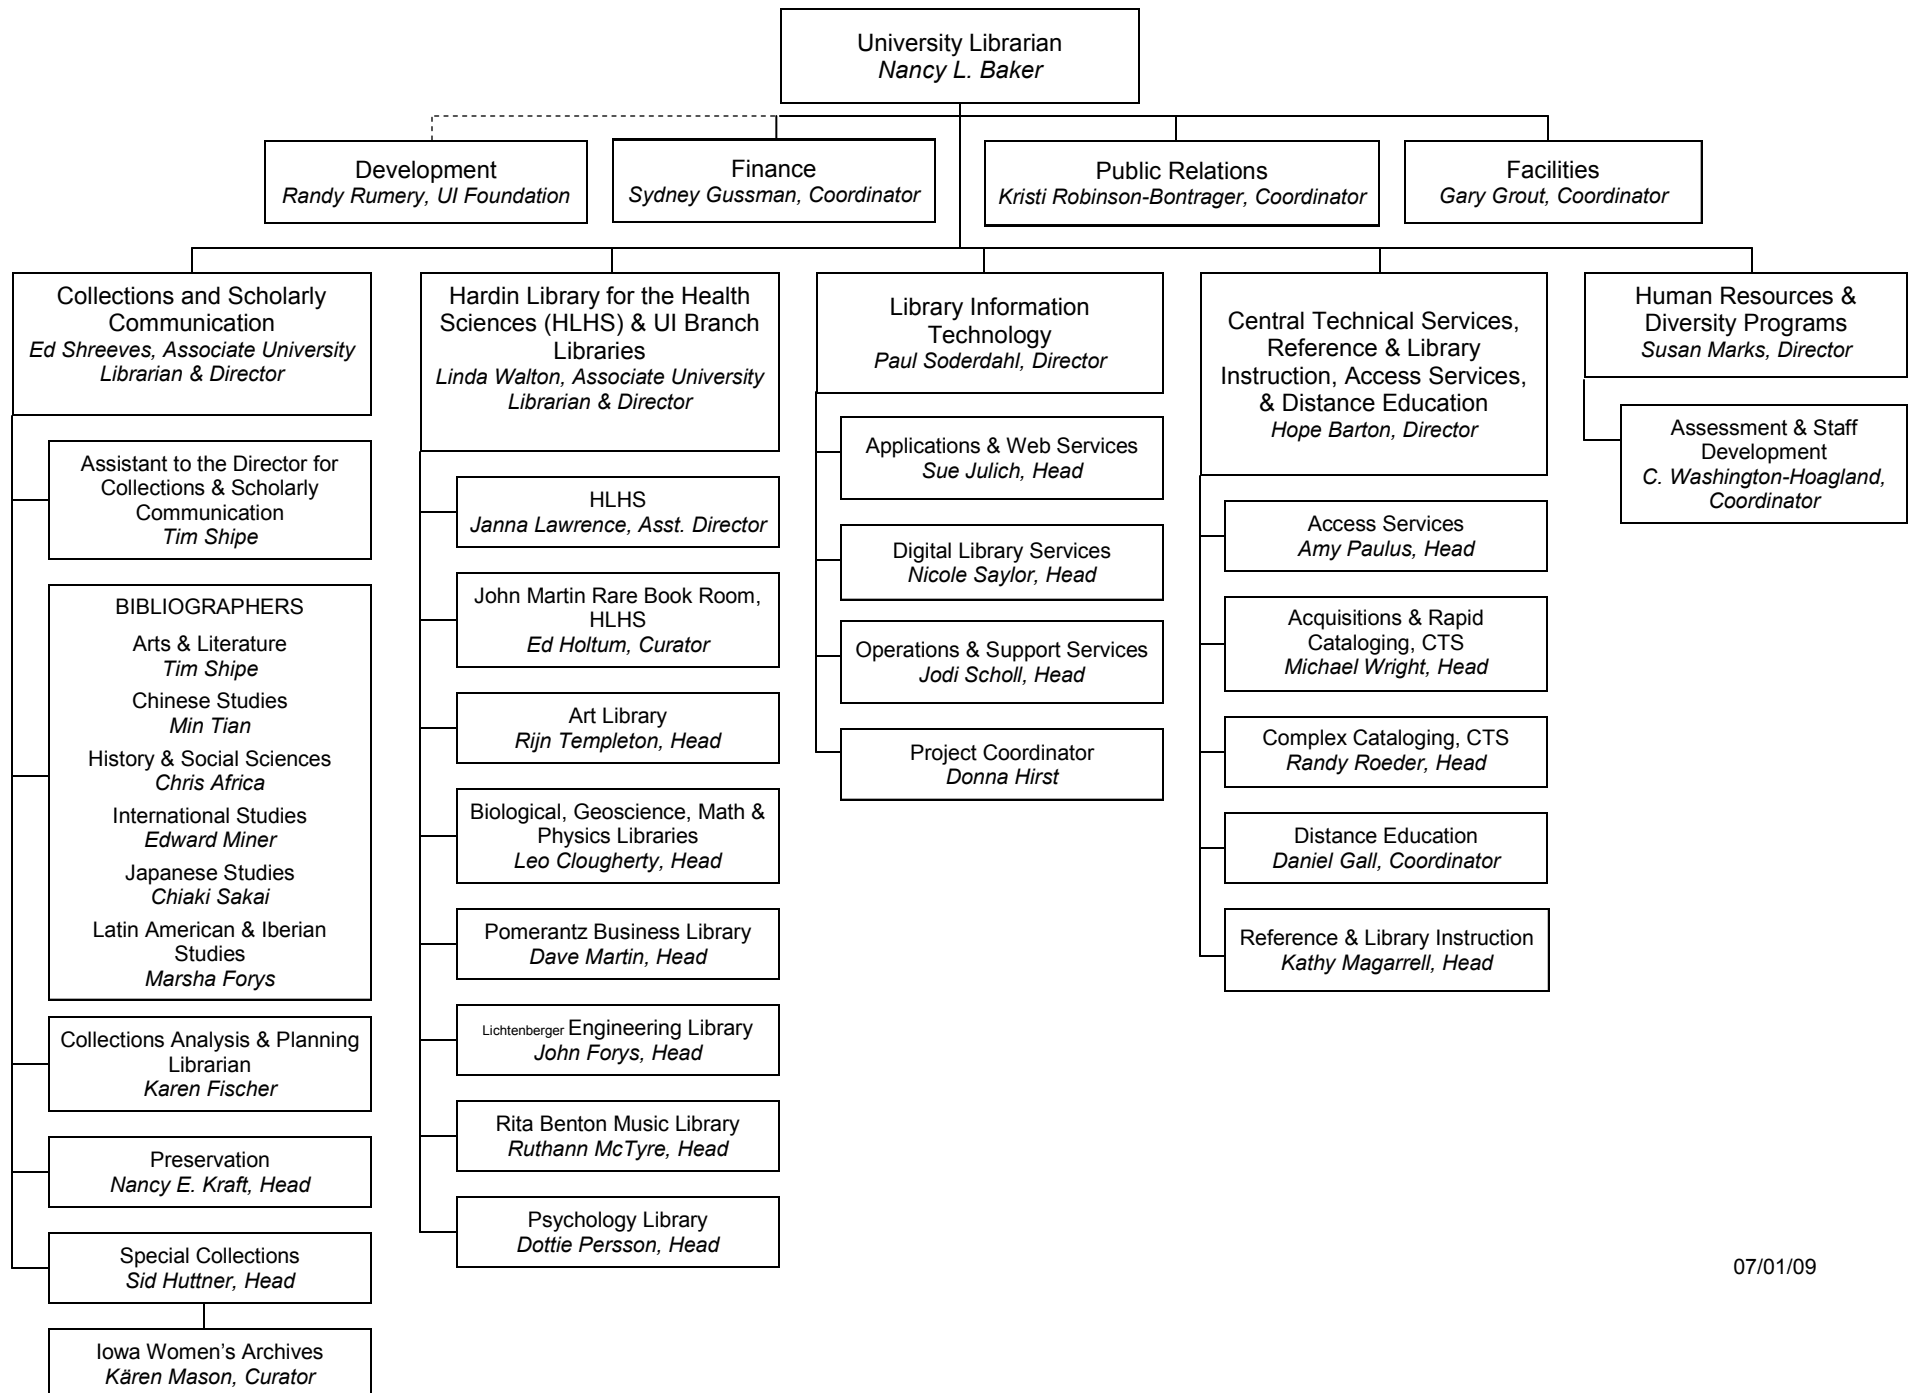 University Librarian
Nancy L. Baker
Development
Randy Rumery, UI Foundation
Finance
Sydney Gussman, Coordinator
Public Relations
Kristi Robinson-Bontrager, Coordinator
Facilities
Gary Grout, Coordinator
Collections and Scholarly
Communication
Ed Shreeves, Associate University
Librarian & Director
Assistant to the Director for
Collections & Scholarly
Communication
Tim Shipe
BIBLIOGRAPHERS
Arts & Literature
Tim Shipe
Chinese Studies
Min Tian
History & Social Sciences
Chris Africa
International Studies
Edward Miner
Japanese Studies
Chiaki Sakai
Latin American & Iberian
Studies
Marsha Forys
Collections Analysis & Planning
Librarian
Karen Fischer
Preservation
Nancy E. Kraft, Head
Special Collections
Sid Huttner, Head
Iowa Women’s Archives
Kären Mason, Curator
Hardin Library for the Health
Sciences (HLHS) & UI Branch
Libraries
Linda Walton, Associate University
Librarian & Director
HLHS
Janna Lawrence, Asst. Director
John Martin Rare Book Room,
HLHS
Ed Holtum, Curator
Art Library
Rijn Templeton, Head
Biological, Geoscience, Math &
Physics Libraries
Leo Clougherty, Head
Pomerantz Business Library
Dave Martin, Head
Lichtenberger Engineering Library
John Forys, Head
Rita Benton Music Library
Ruthann McTyre, Head
Psychology Library
Dottie Persson, Head
Library Information
Technology
Paul Soderdahl, Director
Applications & Web Services
Sue Julich, Head
Digital Library Services
Nicole Saylor, Head
Operations & Support Services
Jodi Scholl, Head
Project Coordinator
Donna Hirst
Central Technical Services,
Reference & Library
Instruction, Access Services,
& Distance Education
Hope Barton, Director
Access Services
Amy Paulus, Head
Acquisitions & Rapid
Cataloging, CTS
Michael Wright, Head
Complex Cataloging, CTS
Randy Roeder, Head
Distance Education
Daniel Gall, Coordinator
Reference & Library Instruction
Kathy Magarrell, Head
Human Resources &
Diversity Programs
Susan Marks, Director
Assessment & Staff
Development
C. Washington-Hoagland,
Coordinator
07/01/09